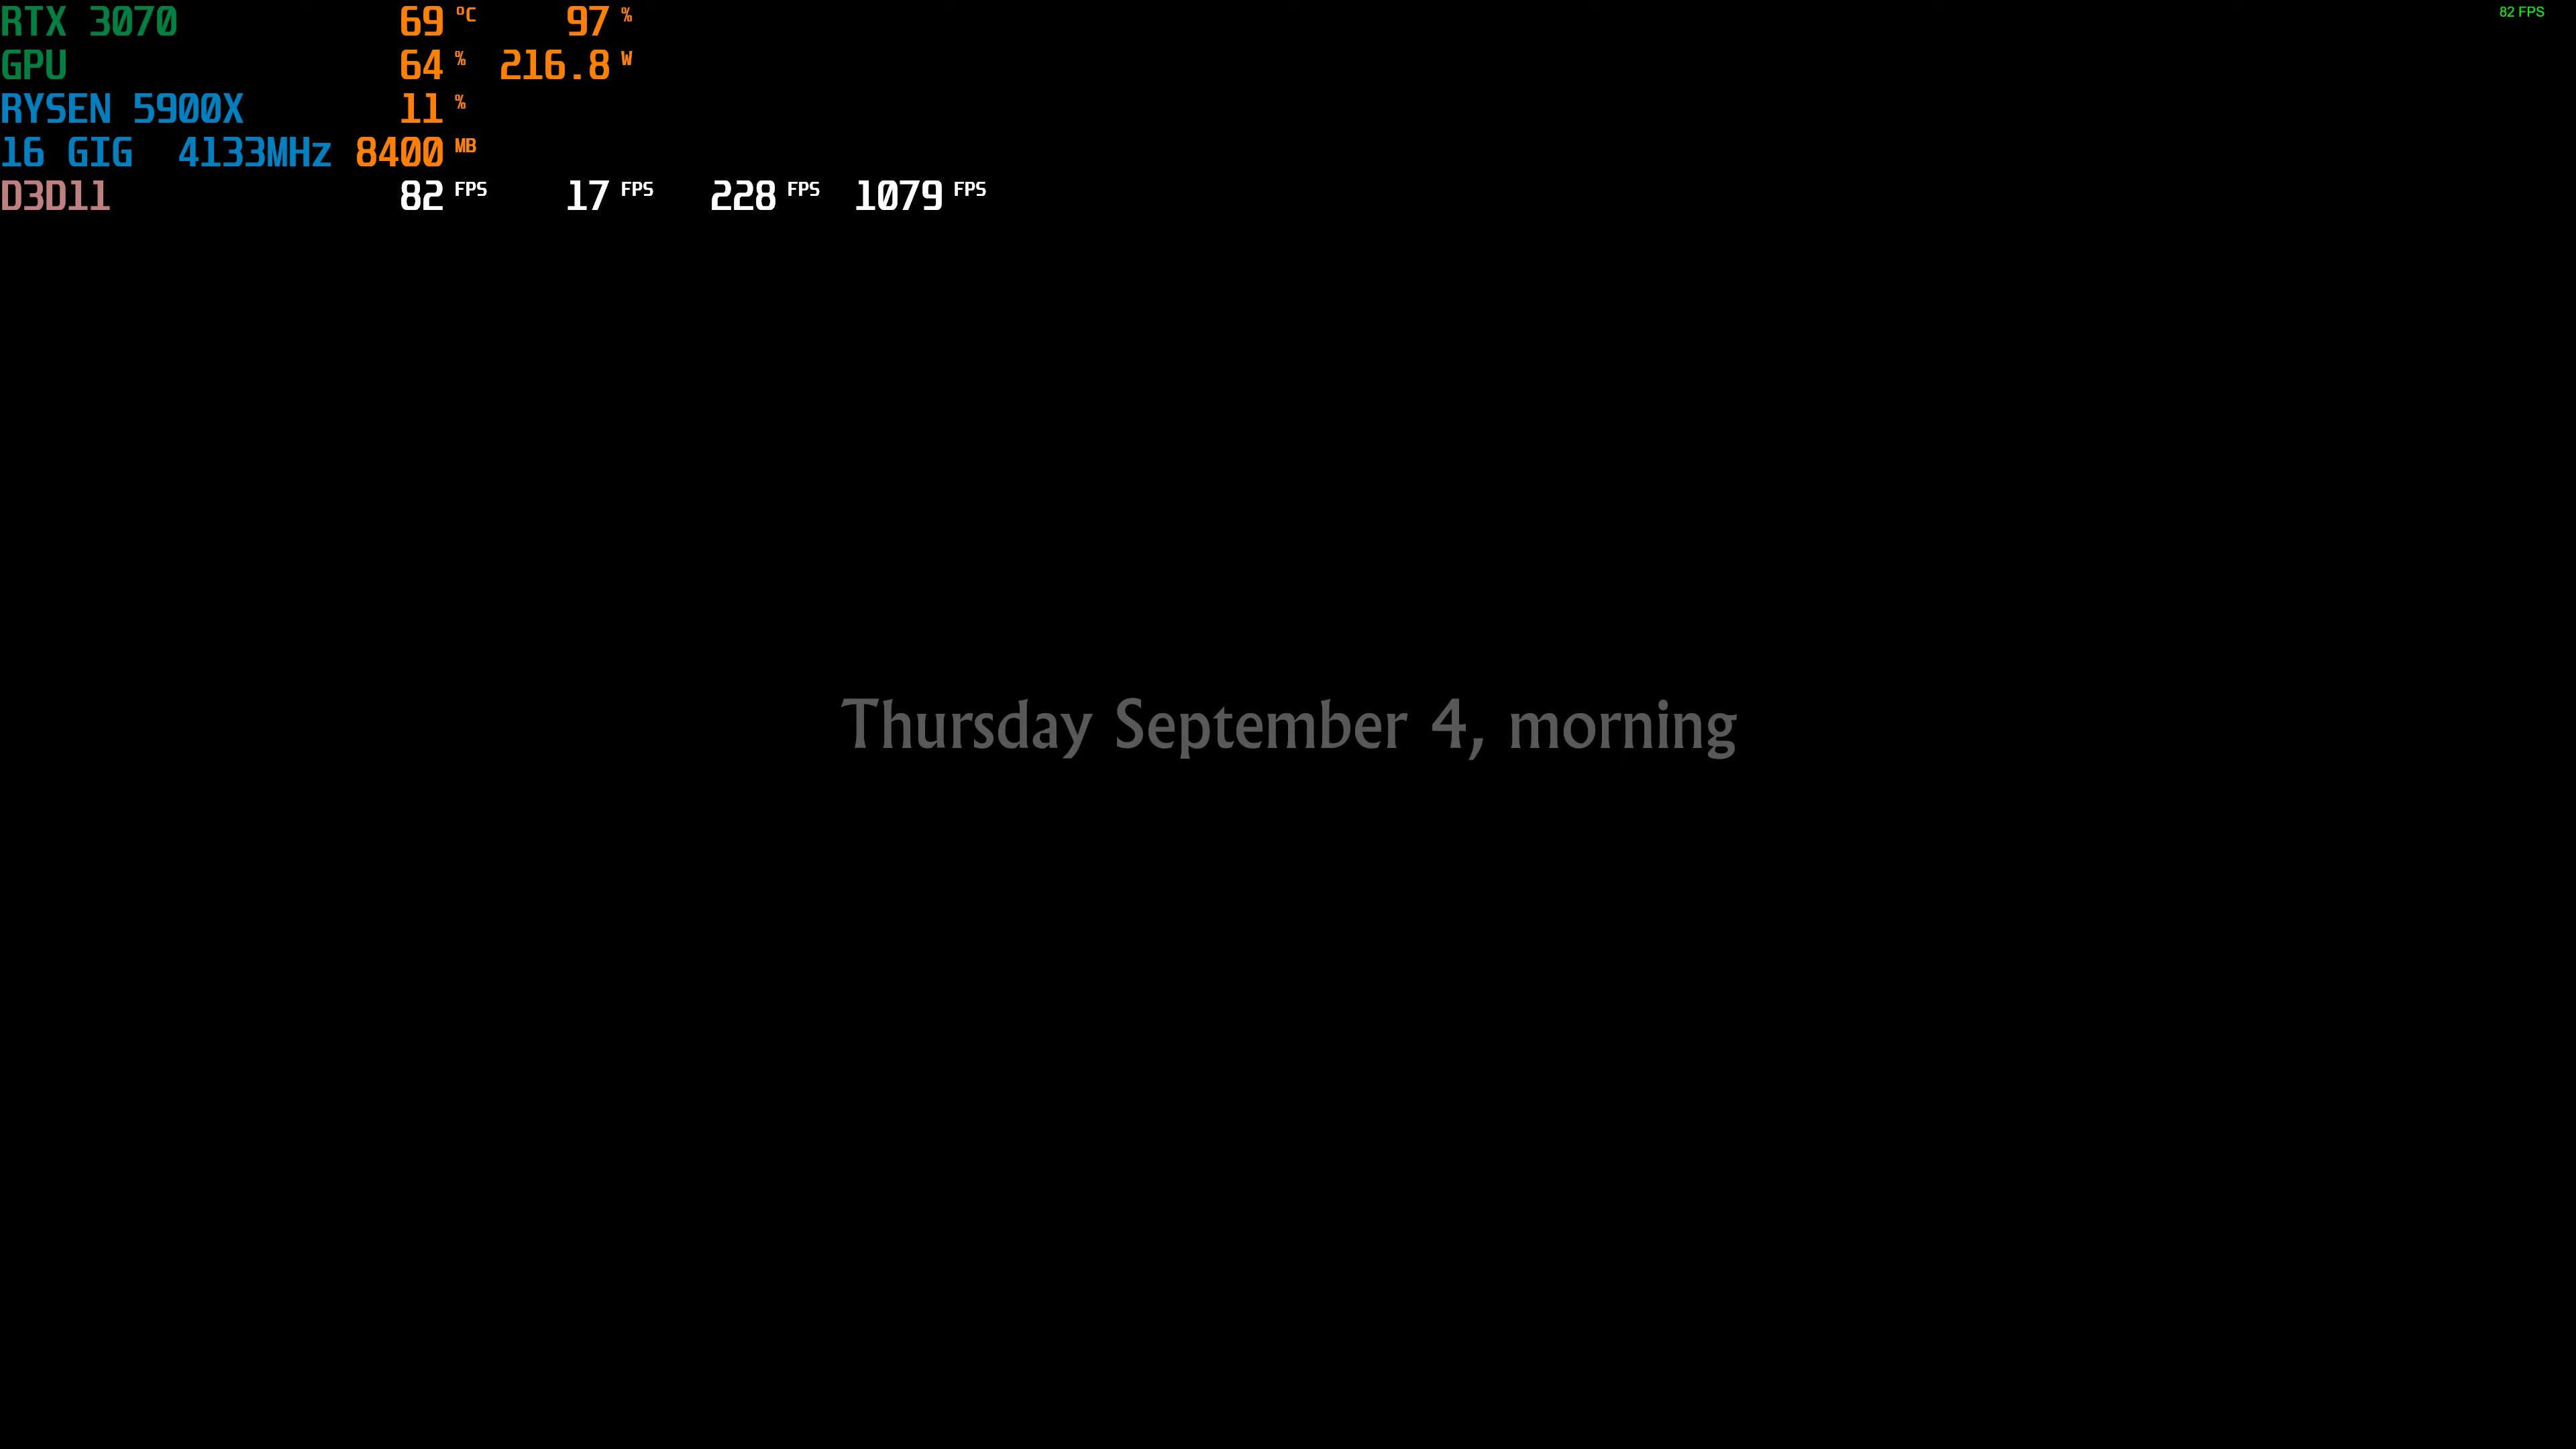 RTX 3070 69 °C 97 %
82 FPS
GPU 64 % 216.8 W
RYSEN 5900X 11 %
16 GIG 4133MHz 8400 MB
D3D11 82 FPS 17 FPS 228 FPS 1079 FPS
Thursday September 4, morning